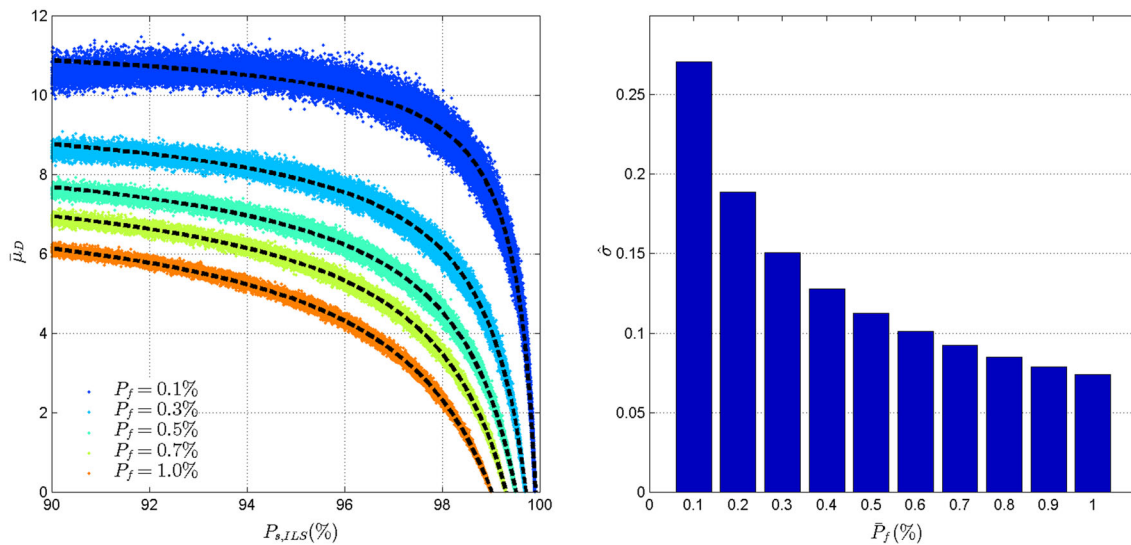 12
10
8
6
4
2
0
μ̄_D
P_f = 0.1%
P_f = 0.3%
P_f = 0.5%
P_f = 0.7%
P_f = 1.0%
90 92 94 96 98 100
P_{s,ILS}(%)
0.25
0.2
0.15
0.1
0.05
0
σ̂
0 0.1 0.2 0.3 0.4 0.5 0.6 0.7 0.8 0.9 1
P̄_f(%)